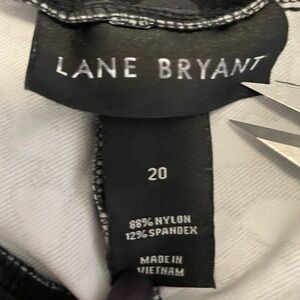 LANE BRYANT
20
88% NYLON
12% SPANDEX
MADE IN
VIETNAM